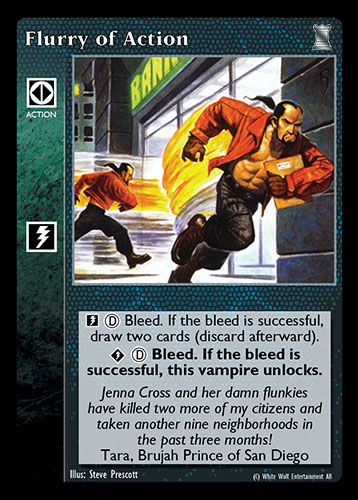 Flurry of Action
ACTION
BANK
D Bleed. If the bleed is successful,
draw two cards (discard afterward).
D Bleed. If the bleed is
successful, this vampire unlocks.
Jenna Cross and her damn flunkies
have killed two more of my citizens and
taken another nine neighborhoods in
the past three months!
Tara, Brujah Prince of San Diego
Illus: Steve Prescott
(C) White Wolf Entertainment AB